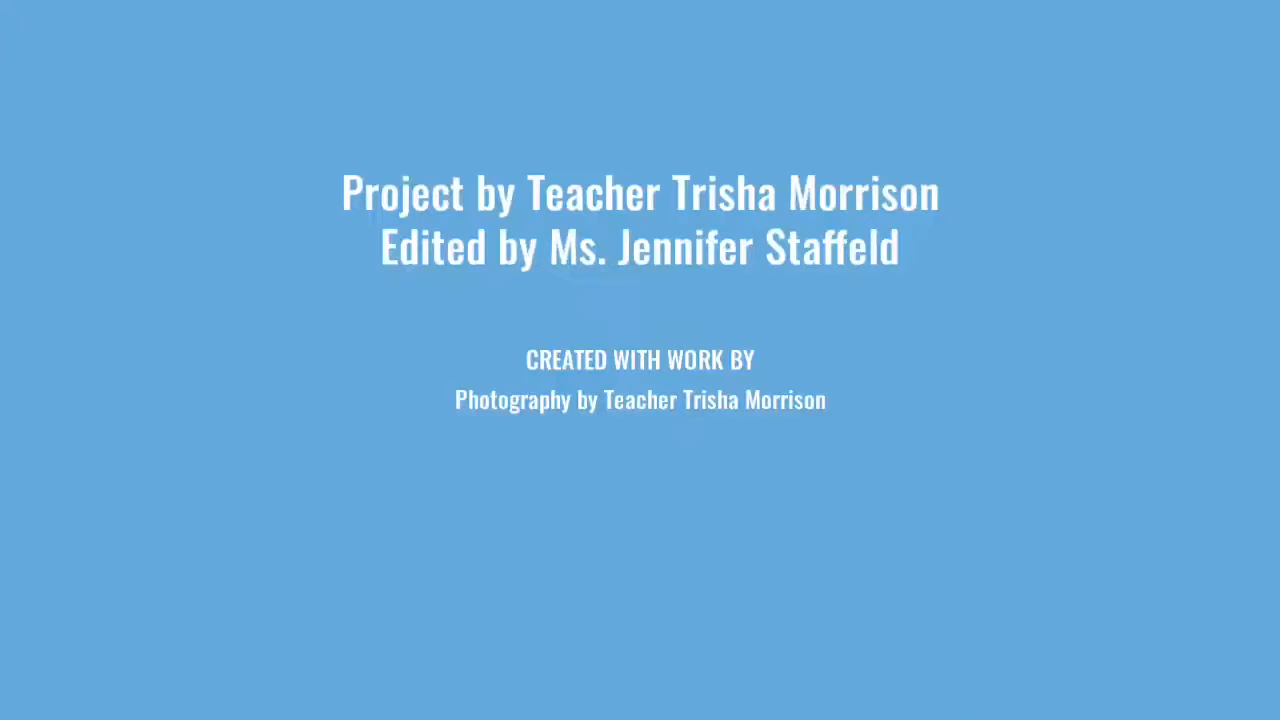 Project by Teacher Trisha Morrison
Edited by Ms. Jennifer Staffeld
CREATED WITH WORK BY
Photography by Teacher Trisha Morrison